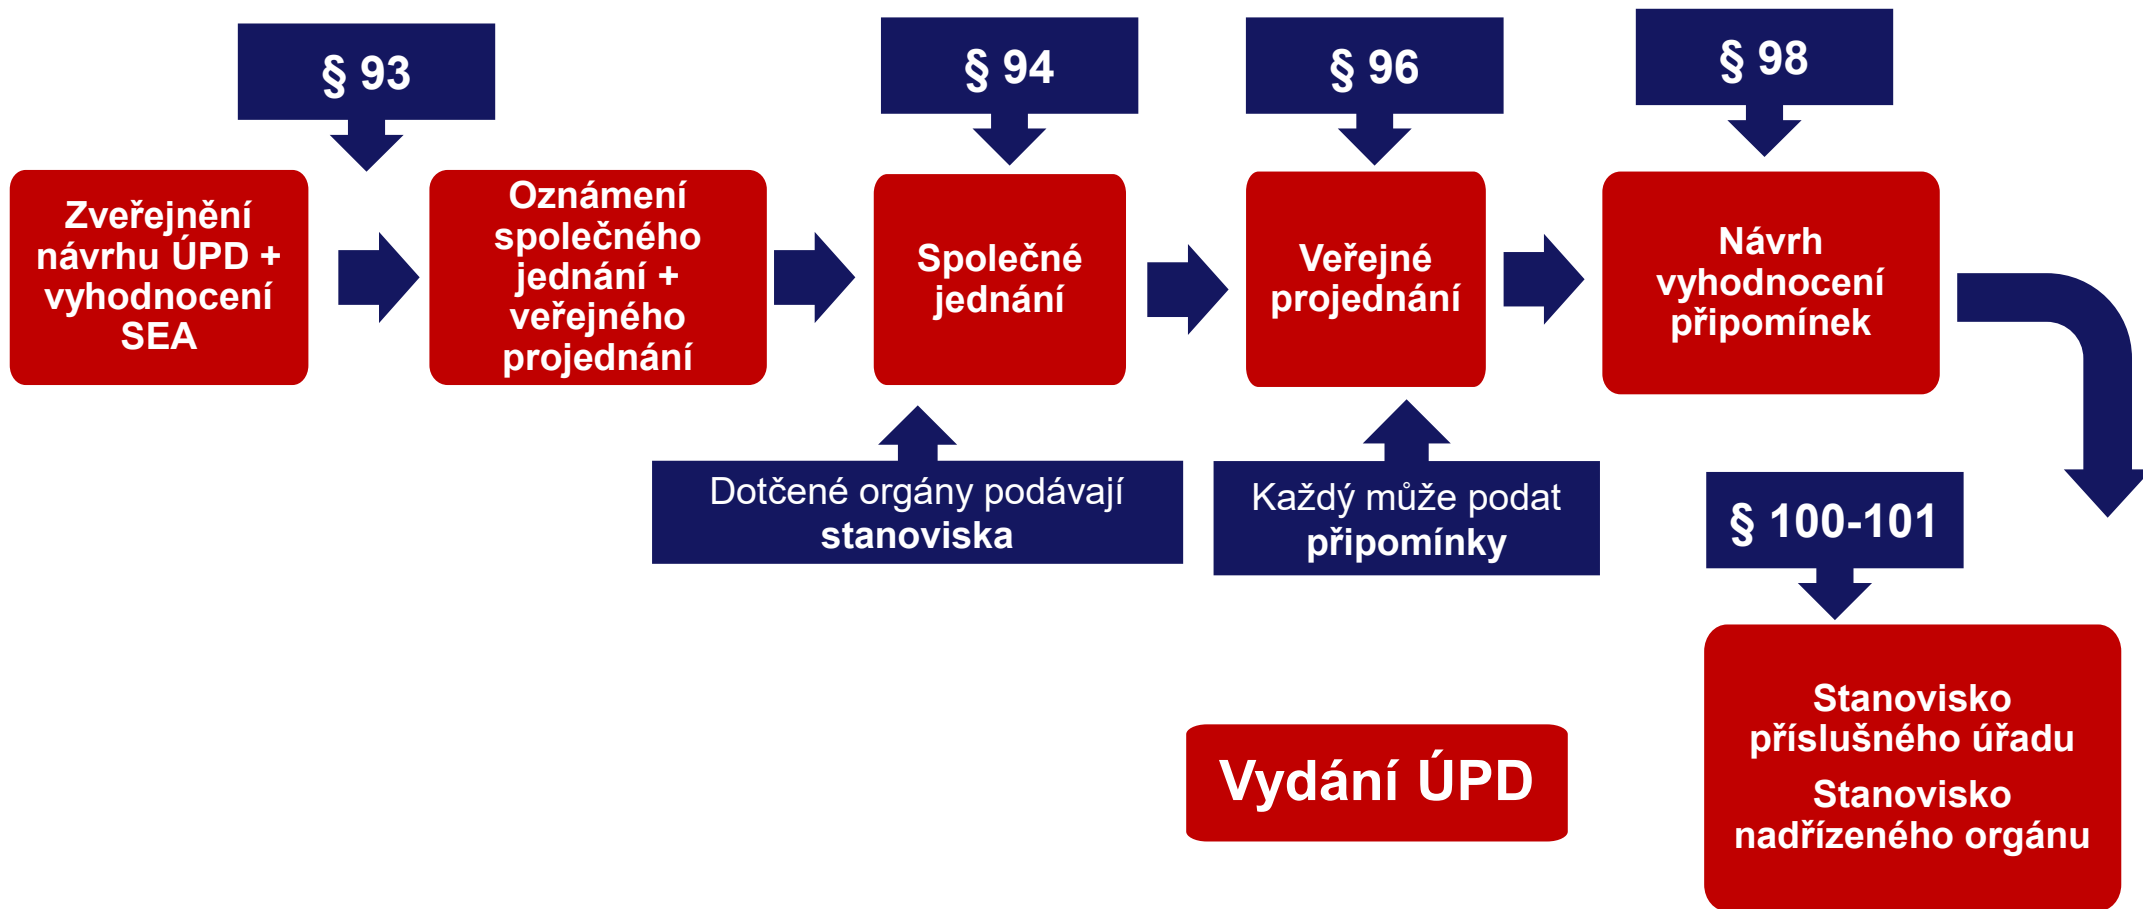 § 93
§ 94
§ 96
§ 98
Zveřejnění
návrhu ÚPD +
vyhodnocení
SEA
Oznámení
společného
jednání +
veřejného
projednání
Společné
jednání
Veřejné
projednání
Návrh
vyhodnocení
připomínek
Dotčené orgány podávají
stanoviska
Každý může podat
připomínky
§ 100-101
Stanovisko
příslušného úřadu
Stanovisko
nadřízeného orgánu
Vydání ÚPD